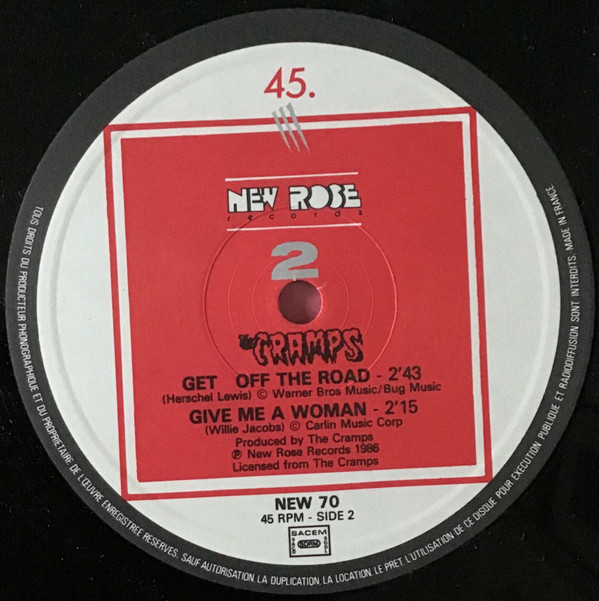 45.
NEW ROSE
records
2
The CRAMPS
GET OFF THE ROAD - 2'43
(Herschel Lewis) © Warner Bros Music/Bug Music
GIVE ME A WOMAN - 2'15
(Willie Jacobs) © Carlin Music Corp
Produced by The Cramps
℗ New Rose Records 1986
Licensed from The Cramps
NEW 70
45 RPM - SIDE 2
SACEM
SDRM
TOUS DROITS DU PRODUCTEUR PHONOGRAPHIQUE ET DU PROPRIETAIRE DE L'ŒUVRE ENREGISTREE RESERVES. SAUF AUTORISATION, LA DUPLICATION, LA LOCATION, LE PRET, L'UTILISATION DE CE DISQUE POUR EXECUTION PUBLIQUE ET RADIODIFFUSION SONT INTERDITS. MADE IN FRANCE